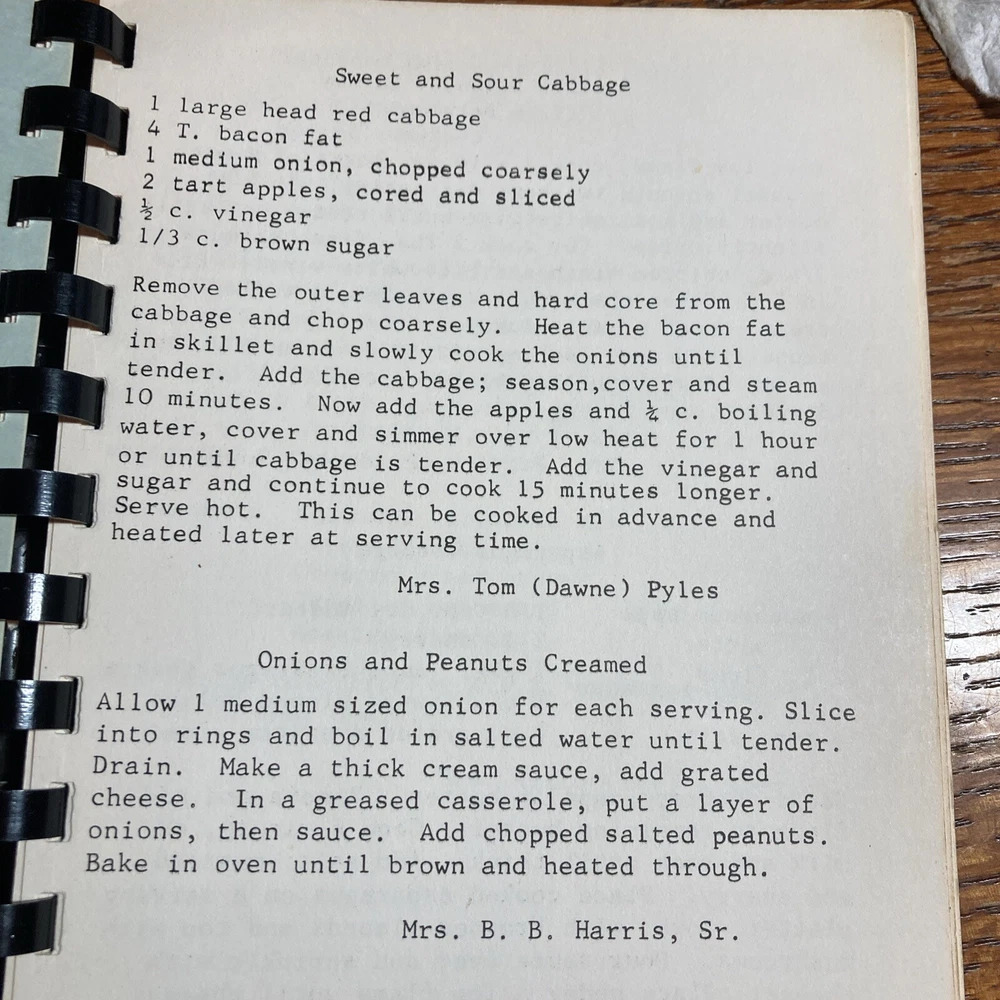 Sweet and Sour Cabbage
1 large head red cabbage
4 T. bacon fat
1 medium onion, chopped coarsely
2 tart apples, cored and sliced
½ c. vinegar
1/3 c. brown sugar
Remove the outer leaves and hard core from the
cabbage and chop coarsely. Heat the bacon fat
in skillet and slowly cook the onions until
tender. Add the cabbage; season,cover and steam
10 minutes. Now add the apples and ¼ c. boiling
water, cover and simmer over low heat for 1 hour
or until cabbage is tender. Add the vinegar and
sugar and continue to cook 15 minutes longer.
Serve hot. This can be cooked in advance and
heated later at serving time.
Mrs. Tom (Dawne) Pyles
Onions and Peanuts Creamed
Allow 1 medium sized onion for each serving. Slice
into rings and boil in salted water until tender.
Drain. Make a thick cream sauce, add grated
cheese. In a greased casserole, put a layer of
onions, then sauce. Add chopped salted peanuts.
Bake in oven until brown and heated through.
Mrs. B. B. Harris, Sr.